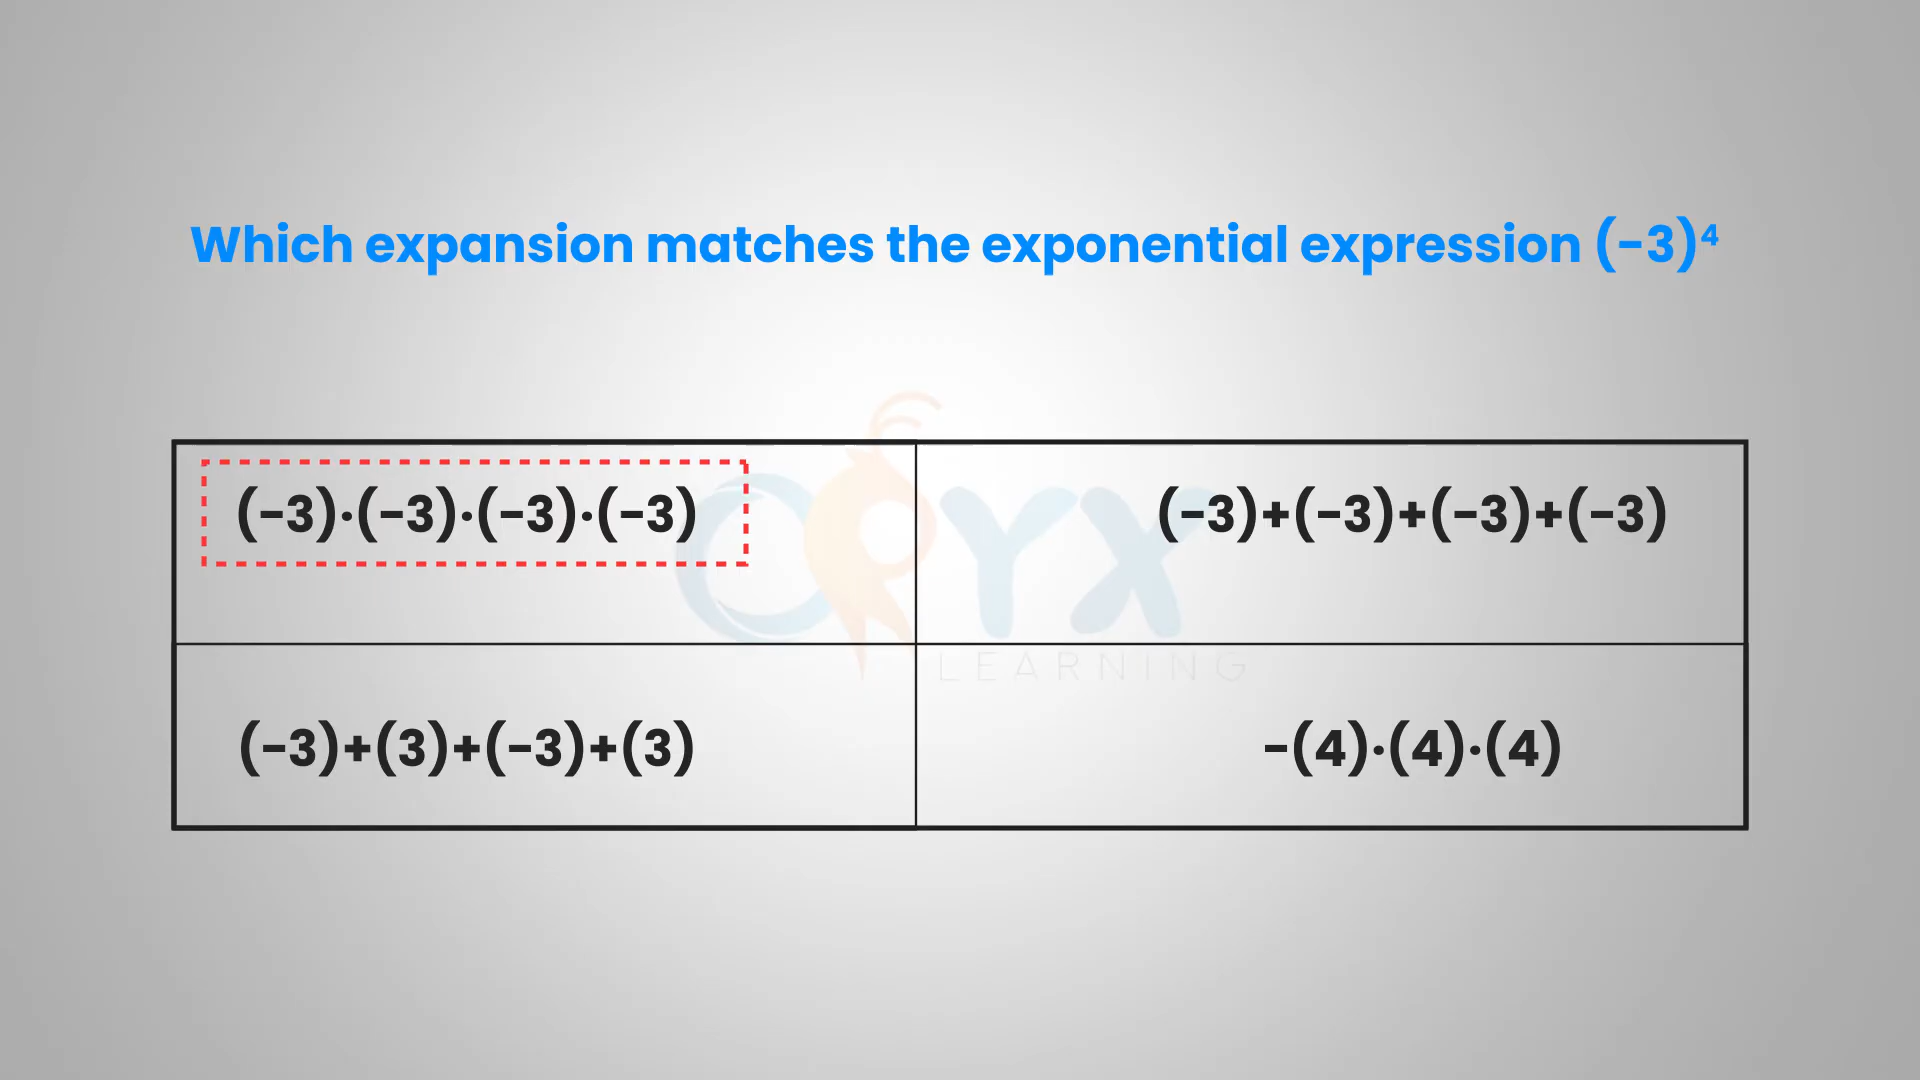 Which expansion matches the exponential expression (−3)⁴
(−3)·(−3)·(−3)·(−3)
(−3)+(−3)+(−3)+(−3)
ORYX
LEARNING
(−3)+(3)+(−3)+(3)
−(4)·(4)·(4)